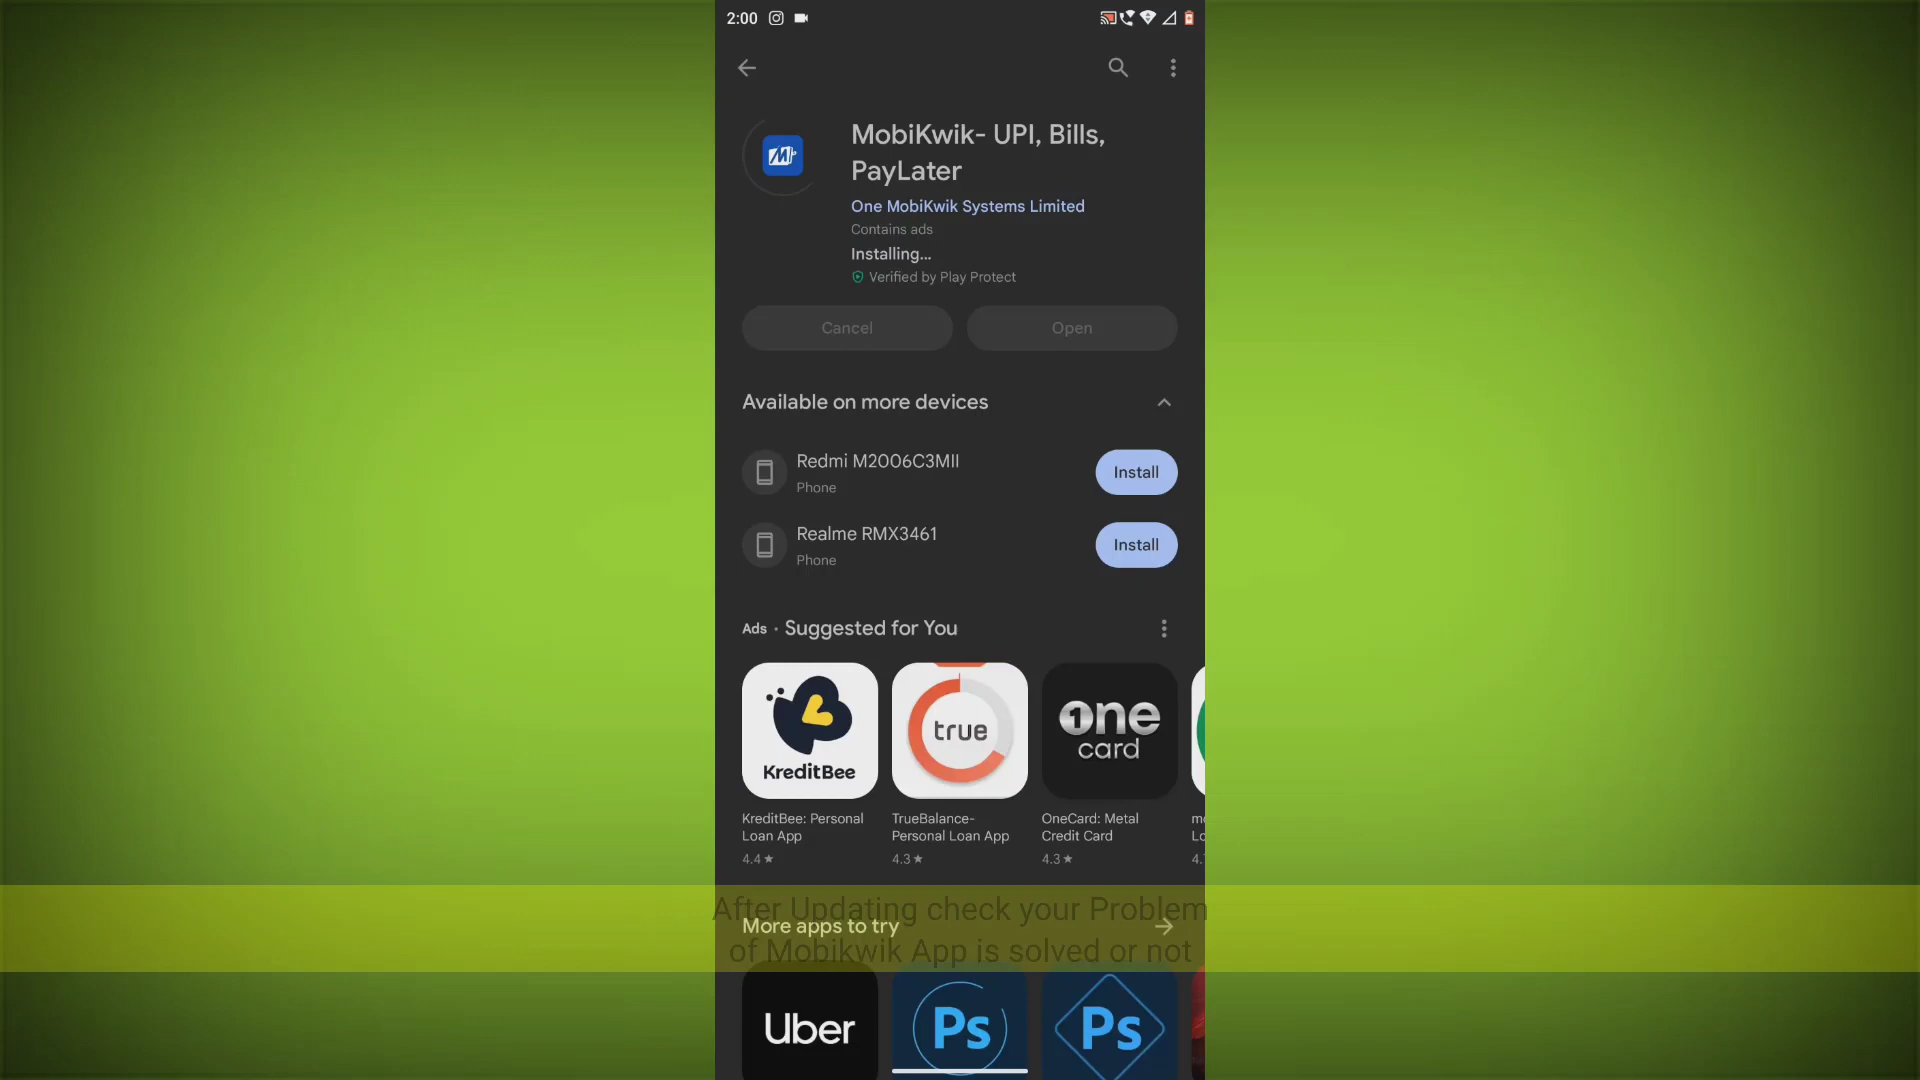 2:00
MobiKwik- UPI, Bills,
PayLater
One MobiKwik Systems Limited
Contains ads
Installing...
Verified by Play Protect
Cancel Open
Available on more devices
Redmi M2006C3MII
Phone
Install
Realme RMX3461
Phone
Install
Ads · Suggested for You
KreditBee
true
1ne
card
KreditBee: Personal
Loan App
4.4★
TrueBalance-
Personal Loan App
4.3★
OneCard: Metal
Credit Card
4.3★
After Updating check your Problem
of Mobikwik App is solved or not
More apps to try
Uber
Ps
Ps